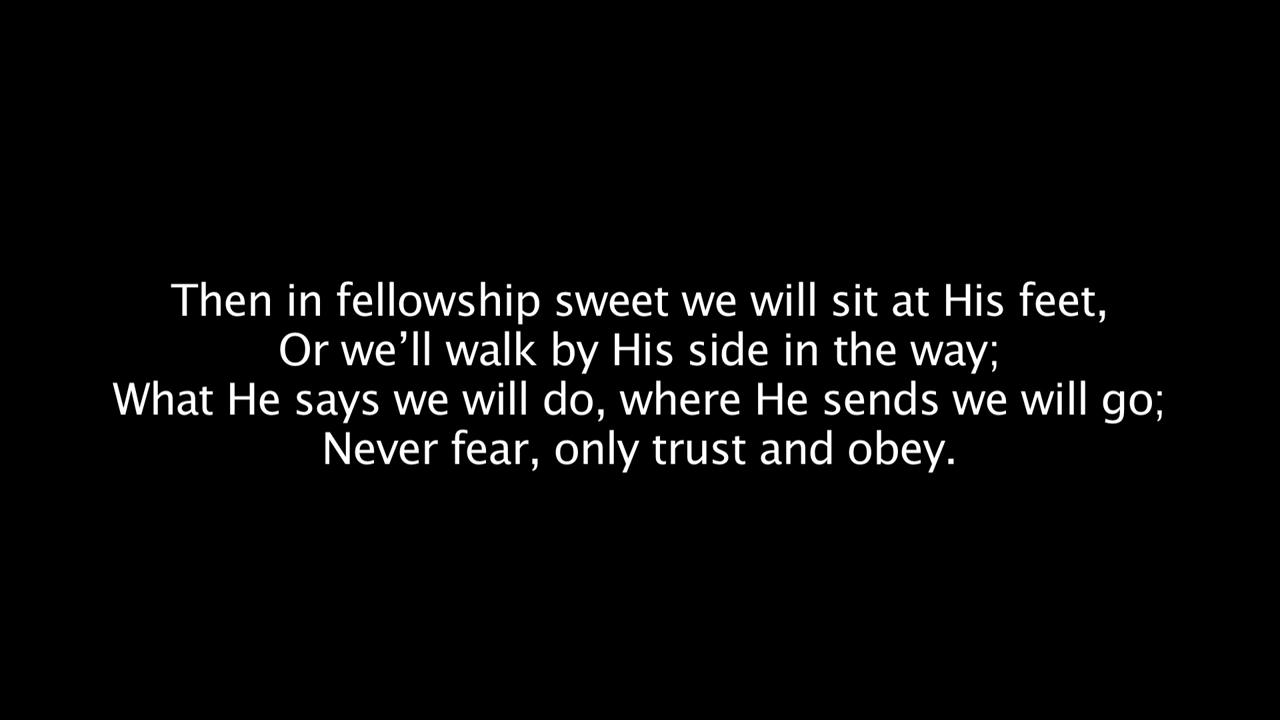 Then in fellowship sweet we will sit at His feet,
Or we’ll walk by His side in the way;
What He says we will do, where He sends we will go;
Never fear, only trust and obey.